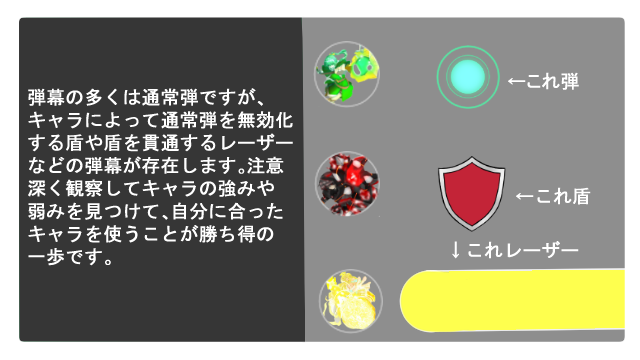 弾幕の多くは通常弾ですが、
キャラによって通常弾を無効化
する盾や盾を貫通するレーザー
などの弾幕が存在します。注意
深く観察してキャラの強みや
弱みを見つけて、自分に合った
キャラを使うことが勝ち得の
一歩です。
←これ弾
←これ盾
↓これレーザー